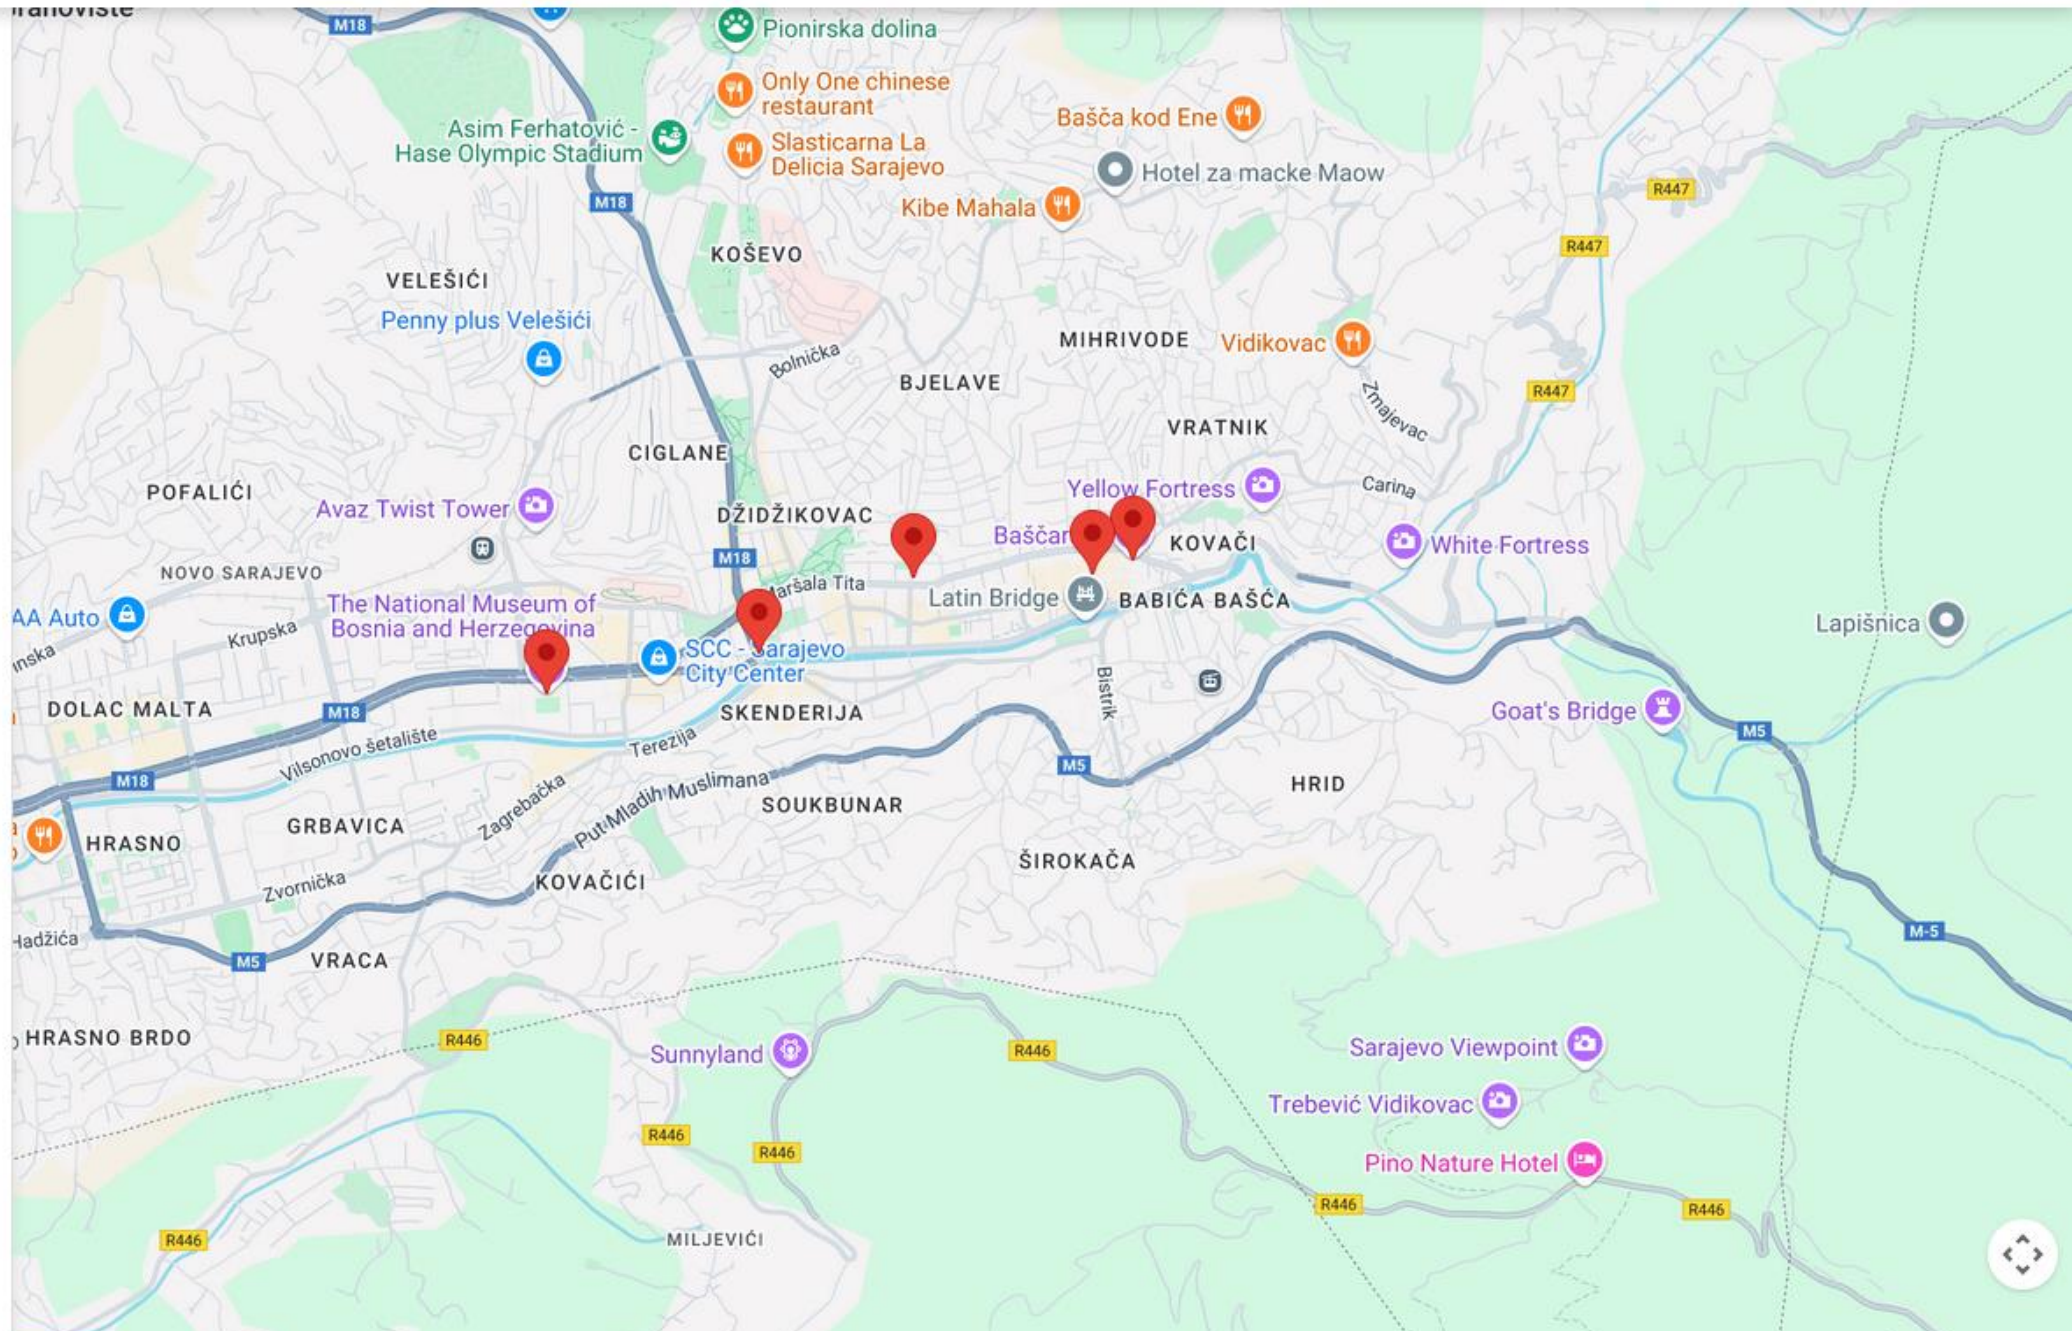 M18
Pionirska dolina
Only One chinese
restaurant
Asim Ferhatović -
Hase Olympic Stadium
Slasticarna La
Delicia Sarajevo
Bašča kod Ene
Hotel za macke Maow
Kibe Mahala
M18
R447
R447
KOŠEVO
VELEŠIĆI
Penny plus Velešići
Bolnička
MIHRIVODE
Vidikovac
BJELAVE
R447
Zmajevac
VRATNIK
CIGLANE
POFALIĆI
Avaz Twist Tower
Yellow Fortress
Carina
DŽIDŽIKOVAC
Baščar
KOVAČI
White Fortress
M18
NOVO SARAJEVO
Maršala Tita
Latin Bridge
BABIĆA BAŠĆA
The National Museum of
Bosnia and Herzegovina
AA Auto
Krupska
Lapišnica
inska
SCC - Sarajevo
City Center
Bistrik
DOLAC MALTA
M18
SKENDERIJA
Goat's Bridge
M5
Vilsonovo šetalište
Terezija
M5
M18
Put Mladih Muslimana
HRID
Zagrebačka
SOUKBUNAR
GRBAVICA
HRASNO
ŠIROKAČA
Zvornička
KOVAČIĆI
Hadžića
M-5
M5
VRACA
HRASNO BRDO
R446
Sunnyland
R446
Sarajevo Viewpoint
Trebević Vidikovac
R446
R446
Pino Nature Hotel
R446
R446
R446
MILJEVIĆI